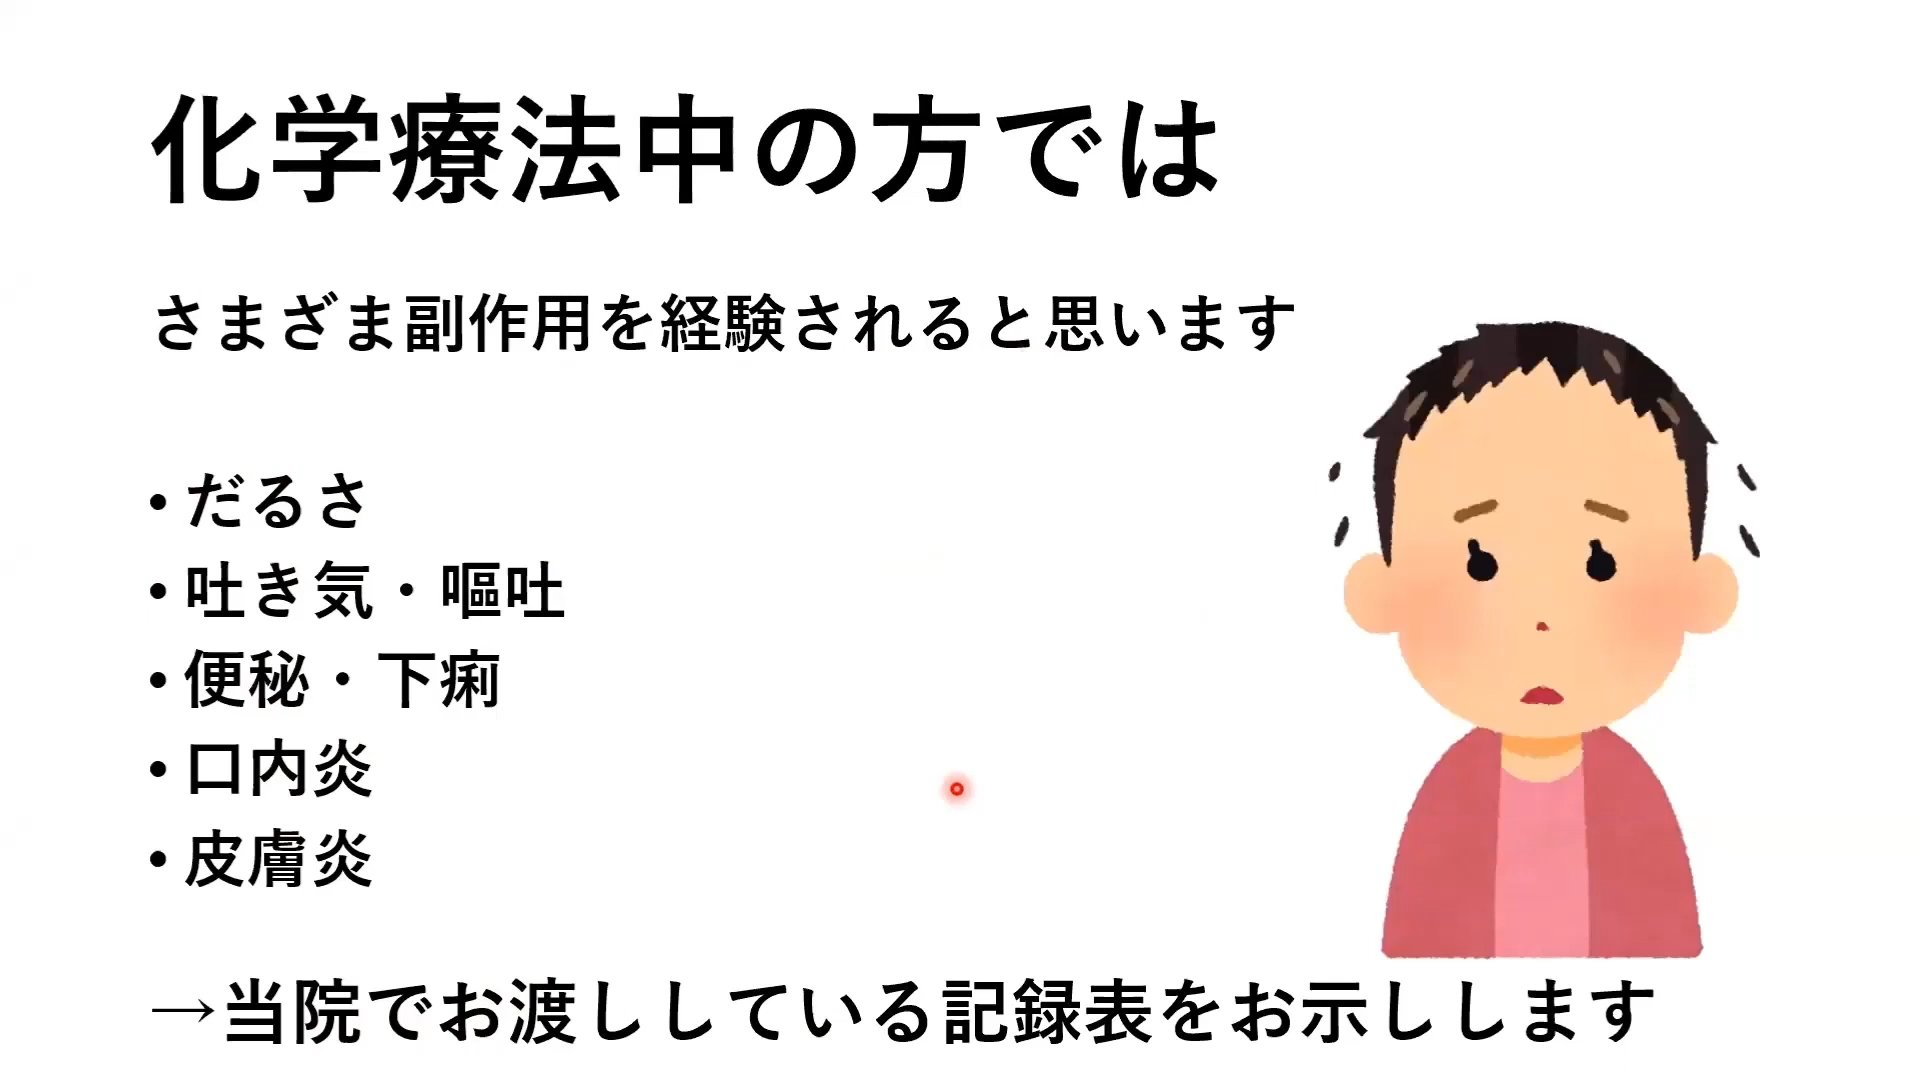 化学療法中の方では
さまざま副作用を経験されると思います
• だるさ
• 吐き気・嘔吐
• 便秘・下痢
• 口内炎
• 皮膚炎
→当院でお渡ししている記録表をお示しします